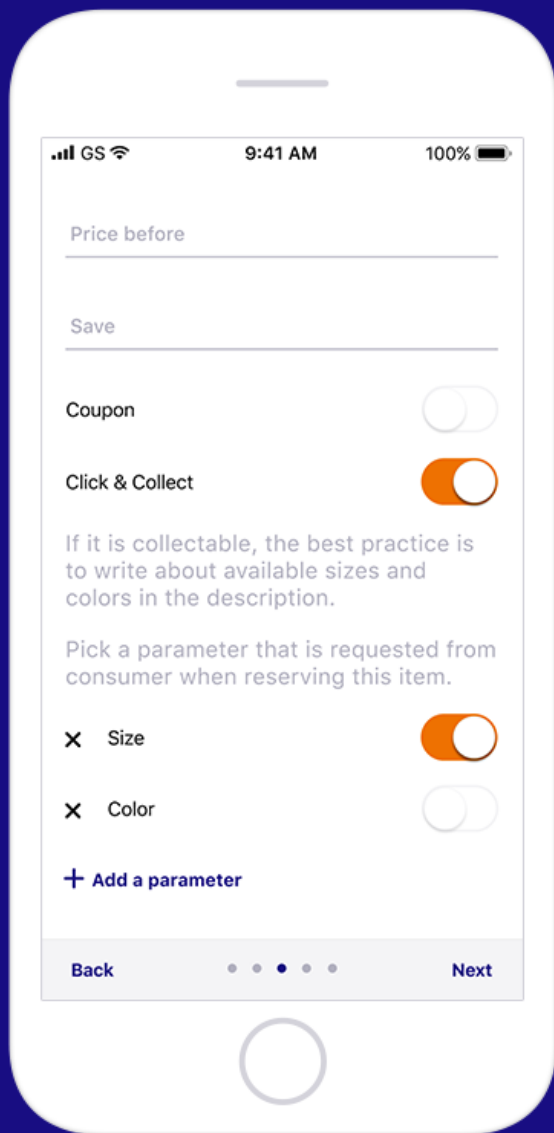 GS 9:41 AM 100%
Price before
Save
Coupon
Click & Collect
If it is collectable, the best practice is
to write about available sizes and
colors in the description.
Pick a parameter that is requested from
consumer when reserving this item.
× Size
× Color
+ Add a parameter
Back Next